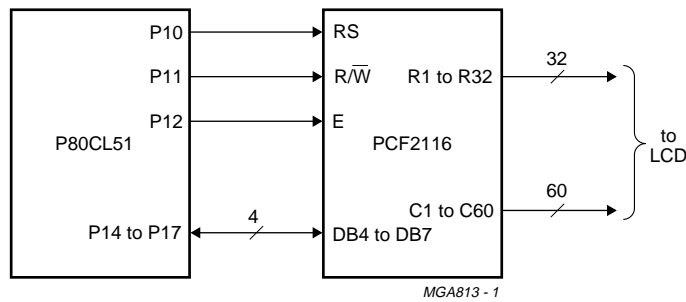 P10
RS
32
P11
R/W̅
R1 to R32
P12
E
P80CL51
PCF2116
to
LCD
60
C1 to C60
4
P14 to P17
DB4 to DB7
MGA813 - 1